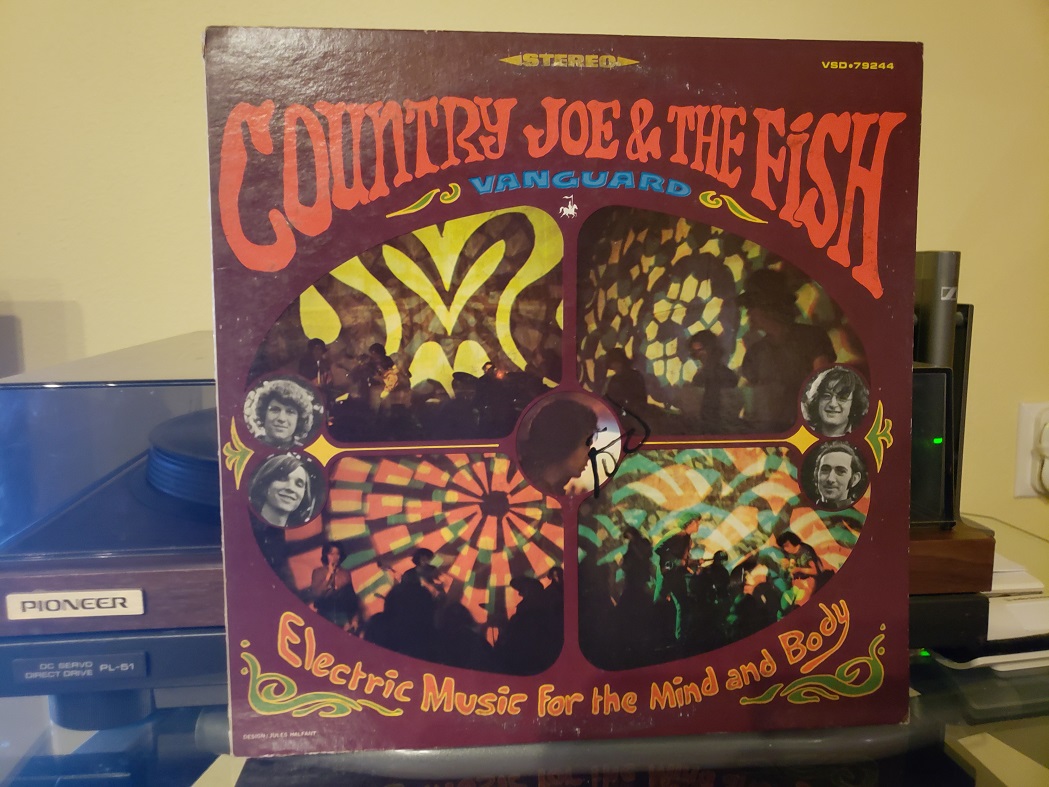 STEREO
VSD•79244
COUNTRY JOE & THE FiSH
VANGUARD
PIONEER
DC SERVO
DIRECT DRIVE PL-51
Electric Music For the Mind and Body
DESIGN: JULES HALFANT